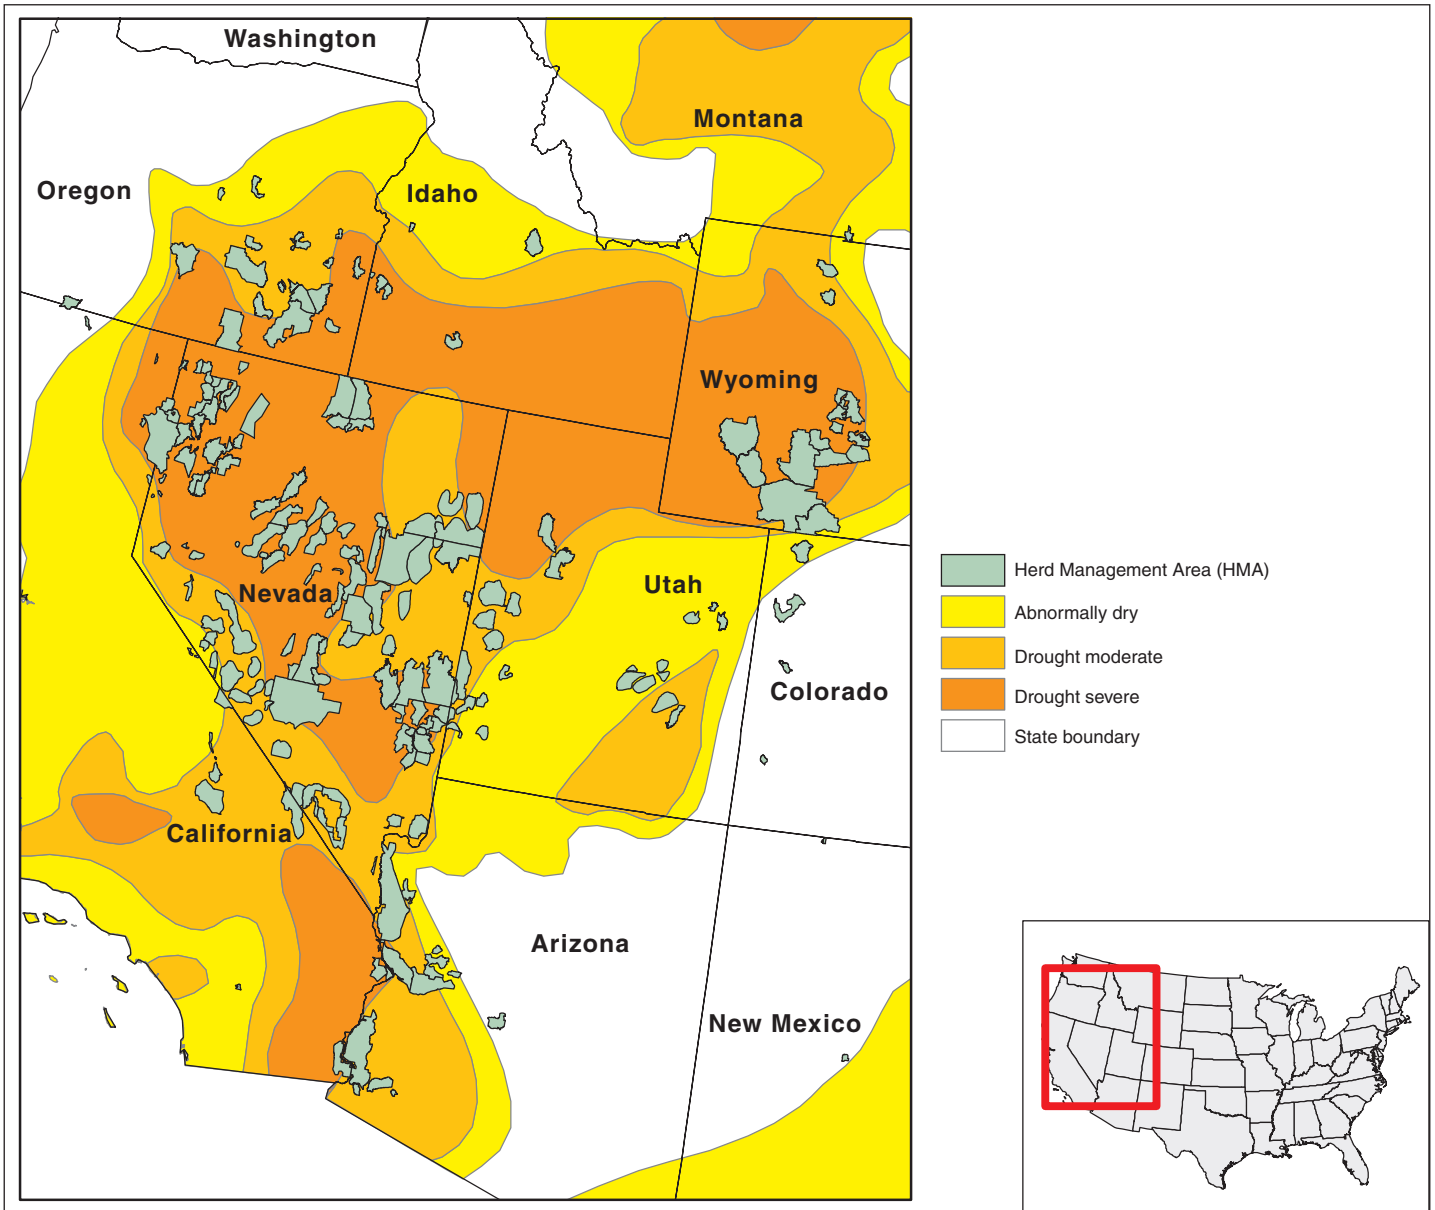 Washington
Montana
Oregon
Idaho
Wyoming
Nevada
Utah
Colorado
California
Arizona
New Mexico
Herd Management Area (HMA)
Abnormally dry
Drought moderate
Drought severe
State boundary